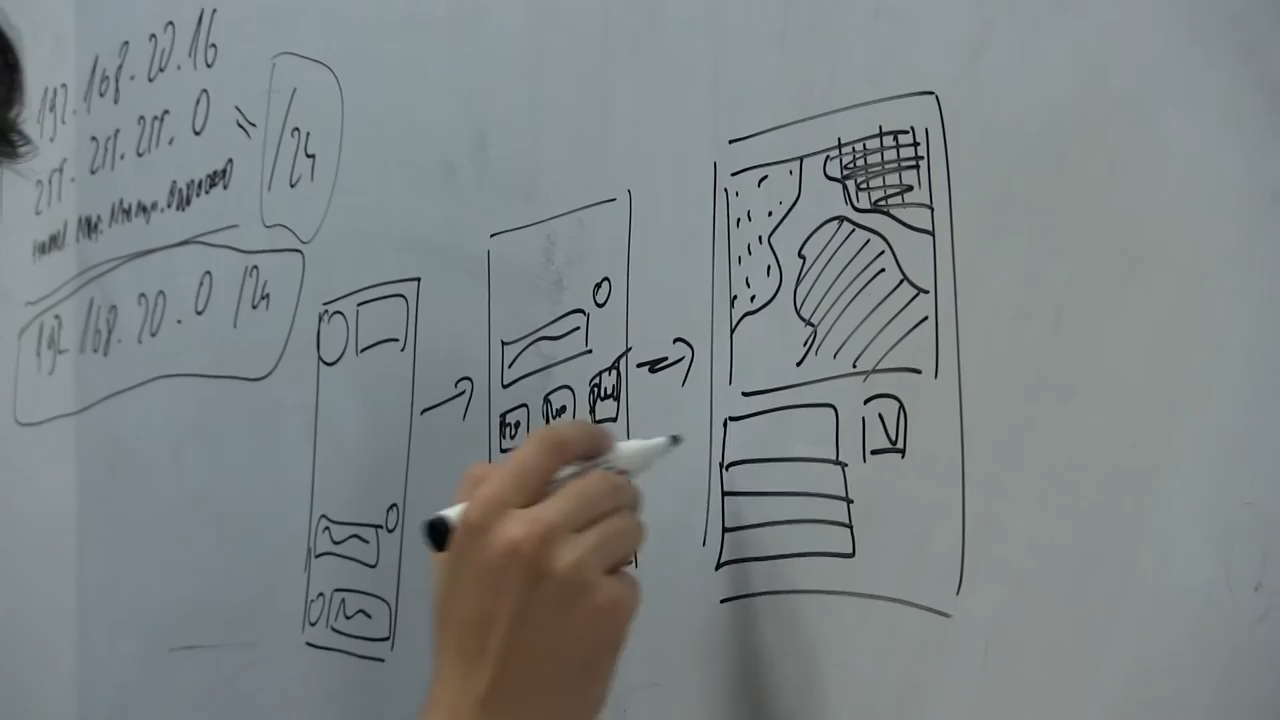 192.168.20.16
255.255.255.0 =
/24
192.168.20.0 /24